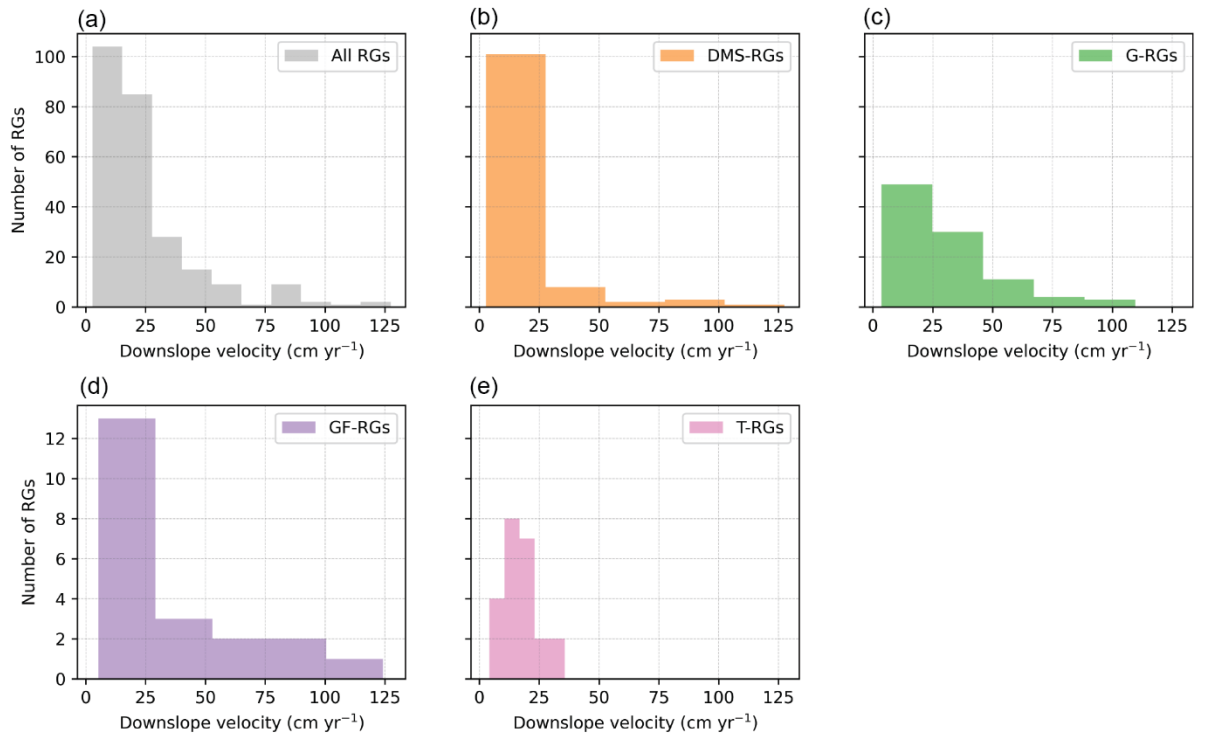 (a)
All RGs
Number of RGs
100
80
60
40
20
0
0 25 50 75 100 125
Downslope velocity (cm yr⁻¹)
(b)
DMS-RGs
0 25 50 75 100 125
Downslope velocity (cm yr⁻¹)
(c)
G-RGs
0 25 50 75 100 125
Downslope velocity (cm yr⁻¹)
(d)
GF-RGs
Number of RGs
12
10
8
6
4
2
0
0 25 50 75 100 125
Downslope velocity (cm yr⁻¹)
(e)
T-RGs
0 25 50 75 100 125
Downslope velocity (cm yr⁻¹)